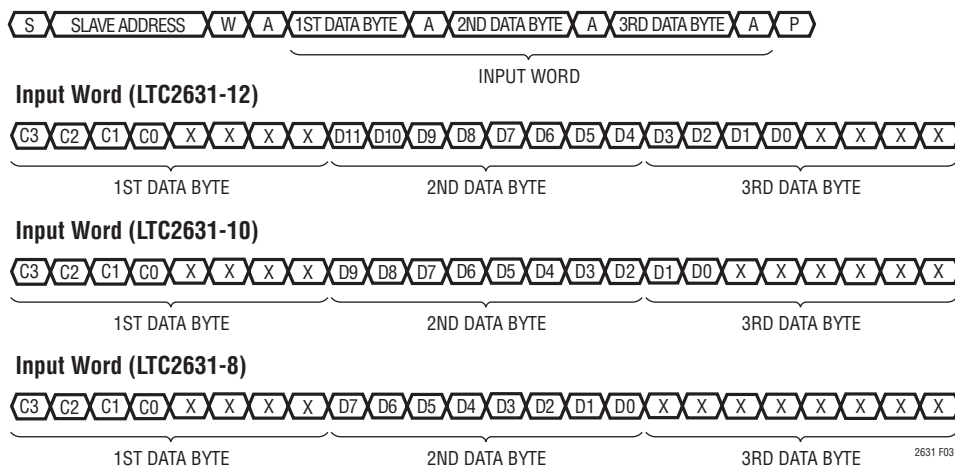 S SLAVE ADDRESS W A 1ST DATA BYTE A 2ND DATA BYTE A 3RD DATA BYTE A P
INPUT WORD
Input Word (LTC2631-12)
C3 C2 C1 C0 X X X X D11 D10 D9 D8 D7 D6 D5 D4 D3 D2 D1 D0 X X X X
1ST DATA BYTE 2ND DATA BYTE 3RD DATA BYTE
Input Word (LTC2631-10)
C3 C2 C1 C0 X X X X D9 D8 D7 D6 D5 D4 D3 D2 D1 D0 X X X X X X
1ST DATA BYTE 2ND DATA BYTE 3RD DATA BYTE
Input Word (LTC2631-8)
C3 C2 C1 C0 X X X X D7 D6 D5 D4 D3 D2 D1 D0 X X X X X X X X
1ST DATA BYTE 2ND DATA BYTE 3RD DATA BYTE 2631 F03